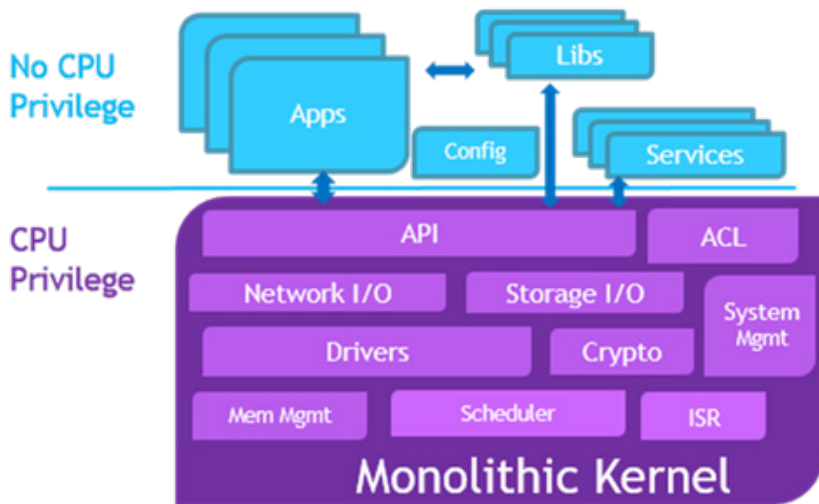 No CPU
Privilege
Apps
Libs
Config
Services
CPU
Privilege
API
ACL
Network I/O
Storage I/O
System
Mgmt
Drivers
Crypto
Mem Mgmt
Scheduler
ISR
Monolithic Kernel